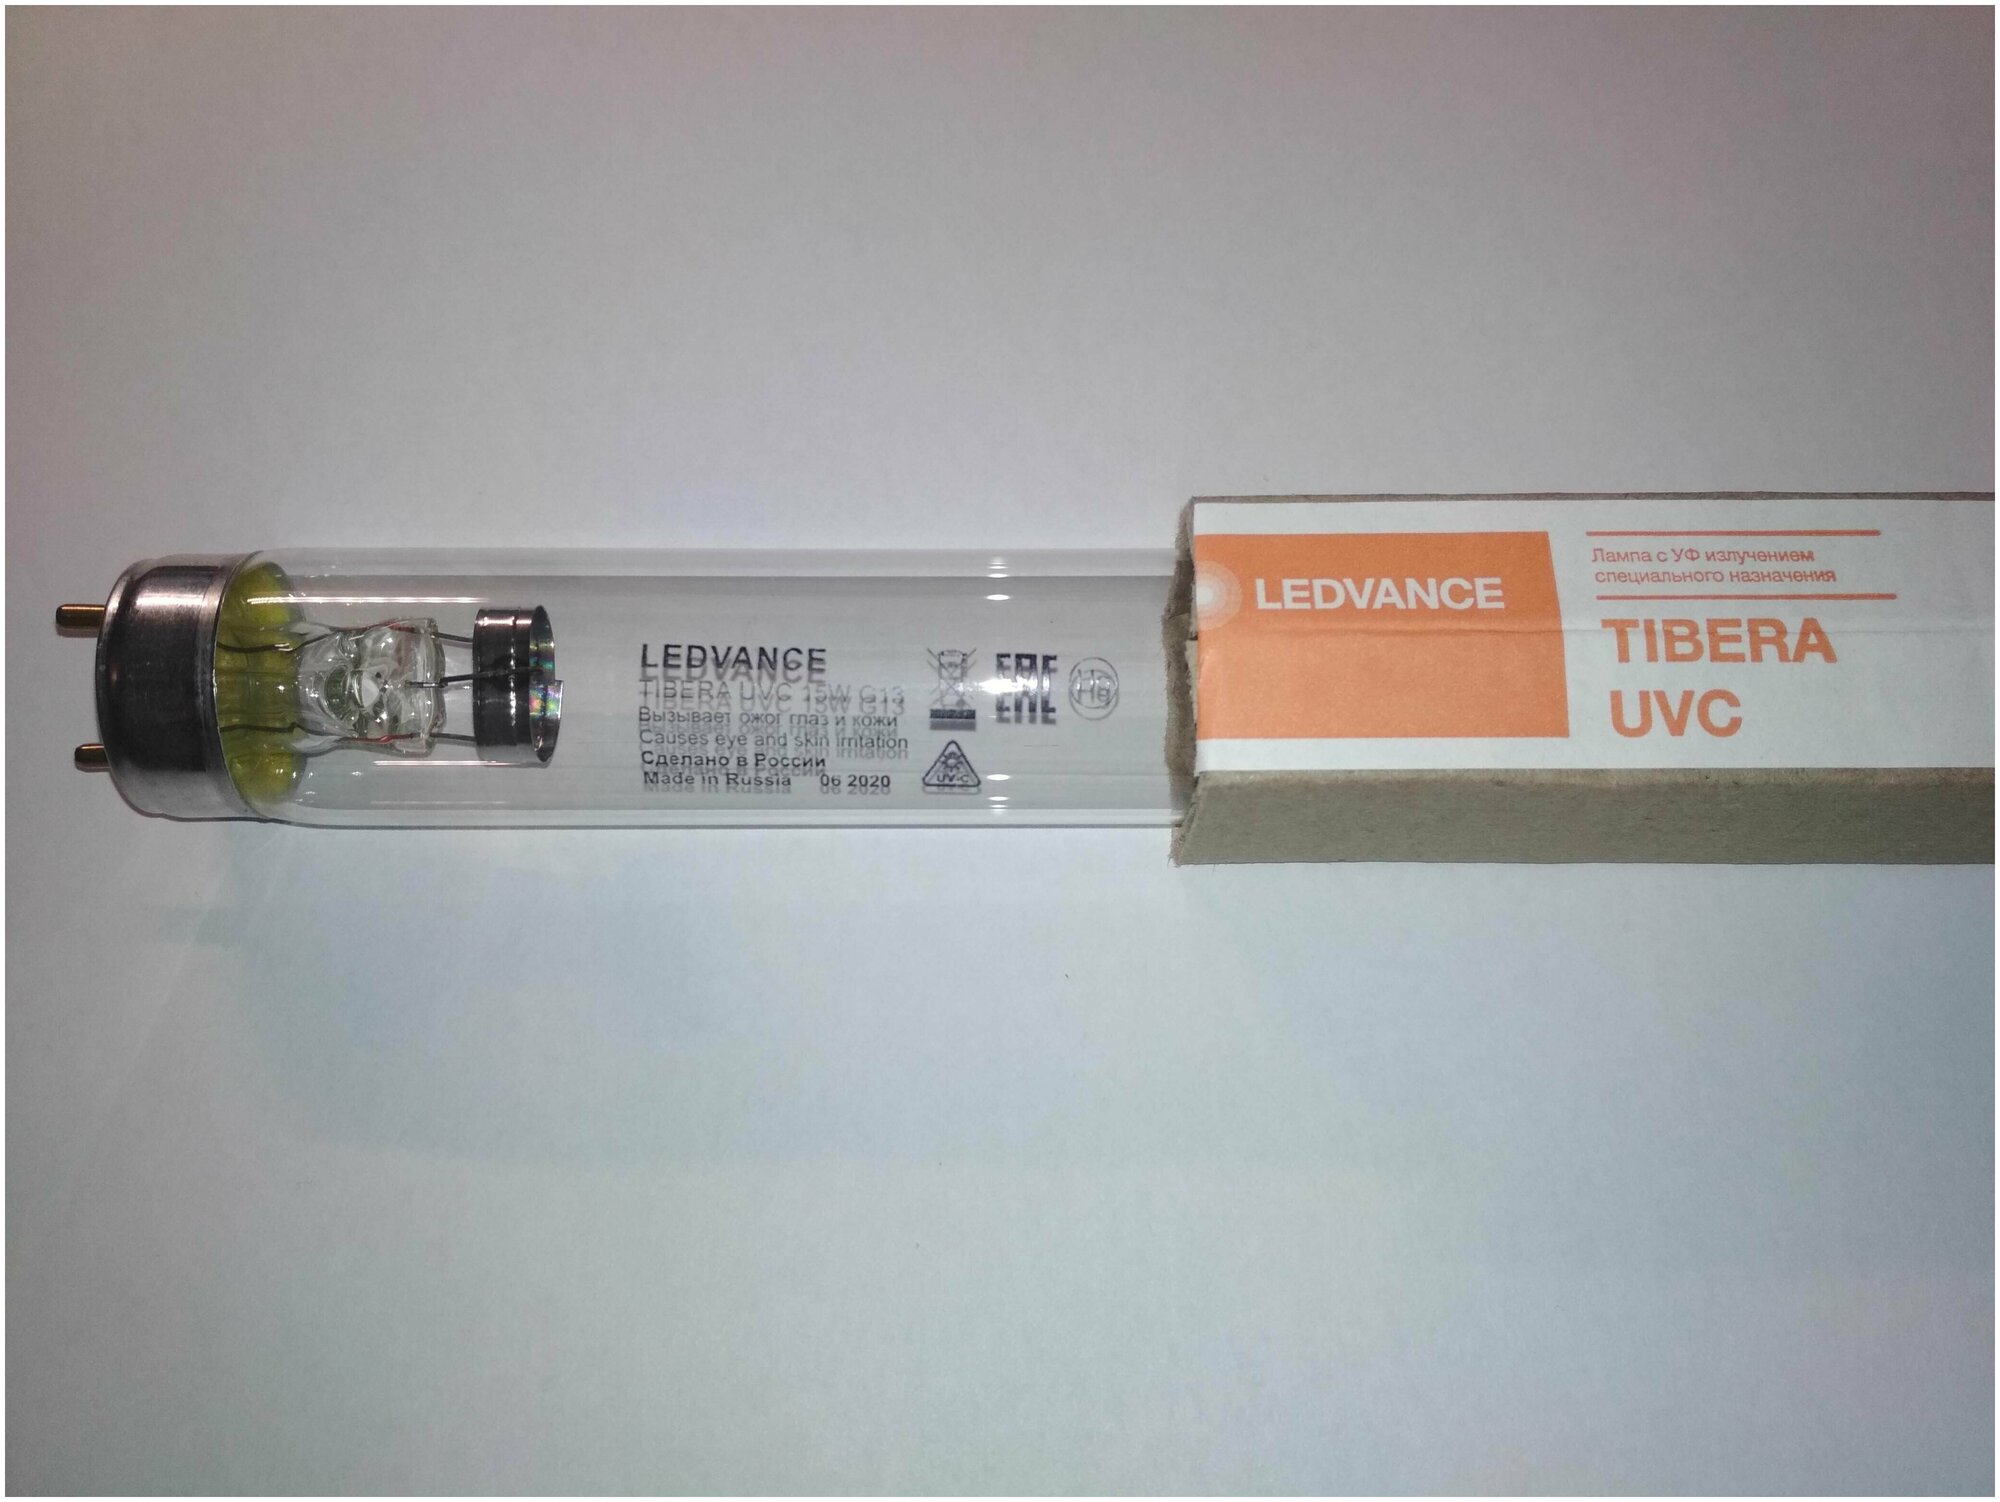 LEDVANCE
TIBERA UVC 15W G13
Вызывает ожог глаз и кожи
Causes eye and skin irritation
Сделано в России
Made in Russia 06 2020
EAC
Hg
UV-C
LEDVANCE
Лампа с УФ излучением
специального назначения
TIBERA
UVC